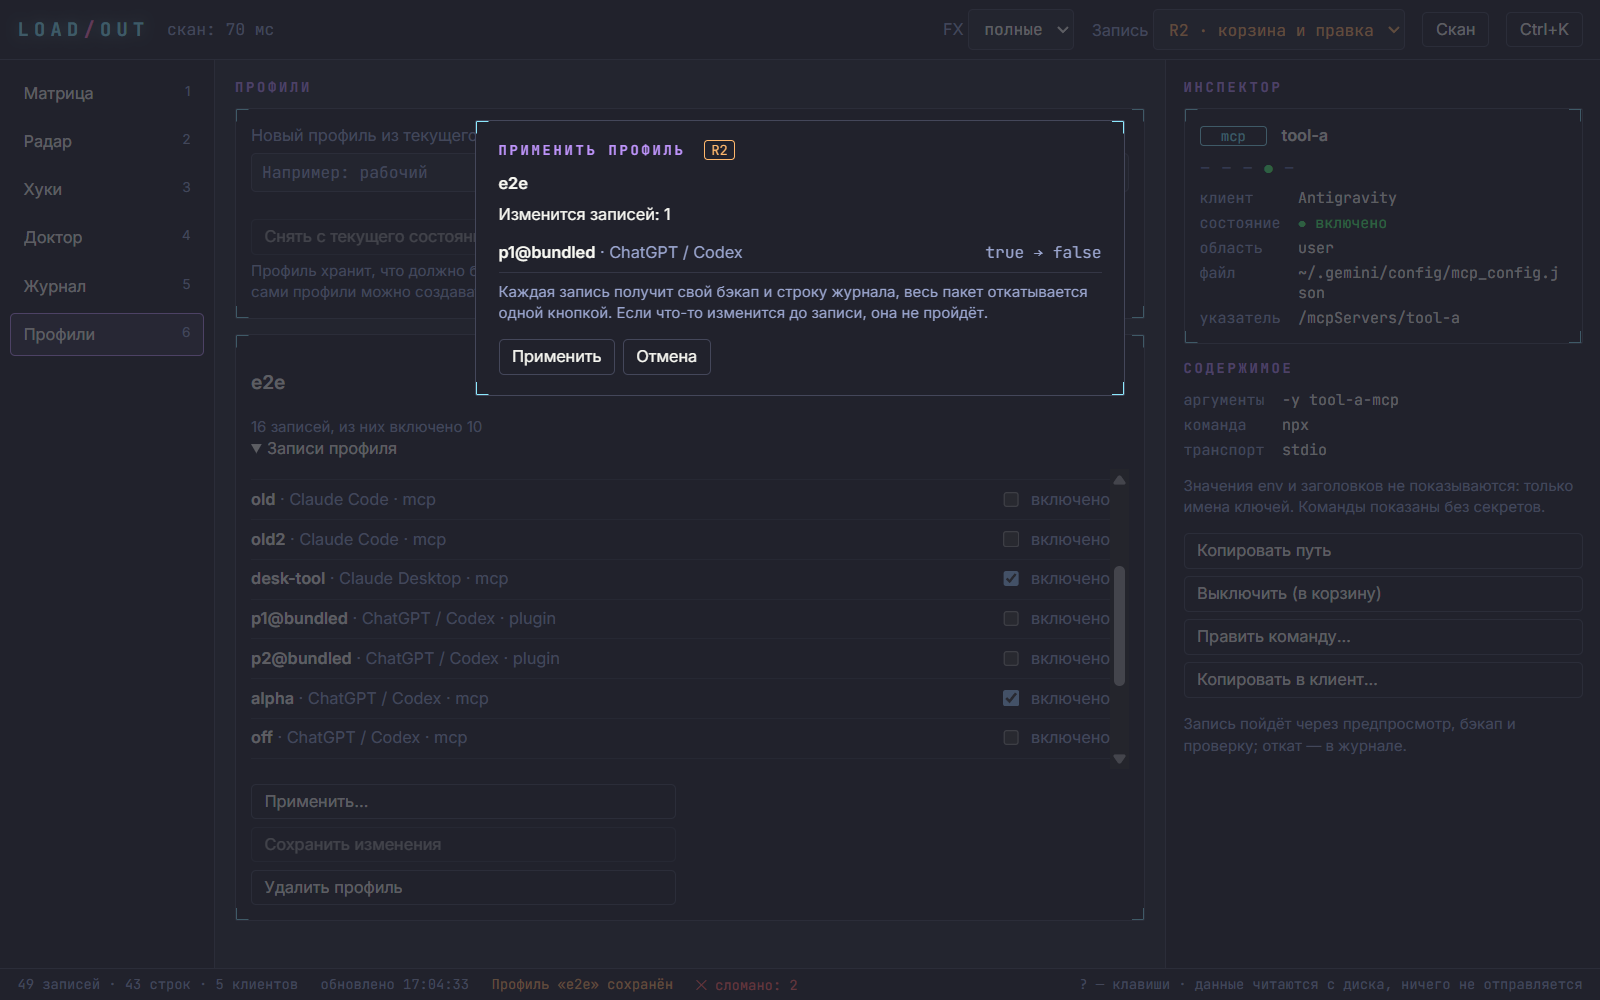 LOAD/OUT
скан: 70 мс
FX
полные
Запись
R2 · корзина и правка
Скан
Ctrl+K
Матрица 1
Радар 2
Хуки 3
Доктор 4
Журнал 5
Профили 6
ПРОФИЛИ
Новый профиль из текущего
Например: рабочий
Снять с текущего
Профиль хранит, что должно
сами профили можно
ПРИМЕНИТЬ ПРОФИЛЬ R2
e2e
Изменится записей: 1
p1@bundled · ChatGPT / Codex true → false
Каждая запись получит свой бэкап и строку журнала, весь пакет откатывается
одной кнопкой. Если что-то изменится до записи, она не пройдёт.
Применить
Отмена
e2e
16 записей, из них включено 10
▼ Записи профиля
old · Claude Code · mcp включено
old2 · Claude Code · mcp включено
desk-tool · Claude Desktop · mcp включено
p1@bundled · ChatGPT / Codex · plugin включено
p2@bundled · ChatGPT / Codex · plugin включено
alpha · ChatGPT / Codex · mcp включено
off · ChatGPT / Codex · mcp включено
Применить...
Сохранить изменения
Удалить профиль
ИНСПЕКТОР
mcp tool-a
— — — ● —
клиент Antigravity
состояние ● включено
область user
файл ~/.gemini/config/mcp_config.j
son
указатель /mcpServers/tool-a
СОДЕРЖИМОЕ
аргументы -y tool-a-mcp
команда npx
транспорт stdio
Значения env и заголовков не показываются: только
имена ключей. Команды показаны без секретов.
Копировать путь
Выключить (в корзину)
Править команду...
Копировать в клиент...
Запись пойдёт через предпросмотр, бэкап и
проверку; откат — в журнале.
49 записей · 43 строк · 5 клиентов
обновлено 17:04:33
Профиль «e2e» сохранён
✕ сломано: 2
? — клавиши · данные читаются с диска, ничего не отправляется